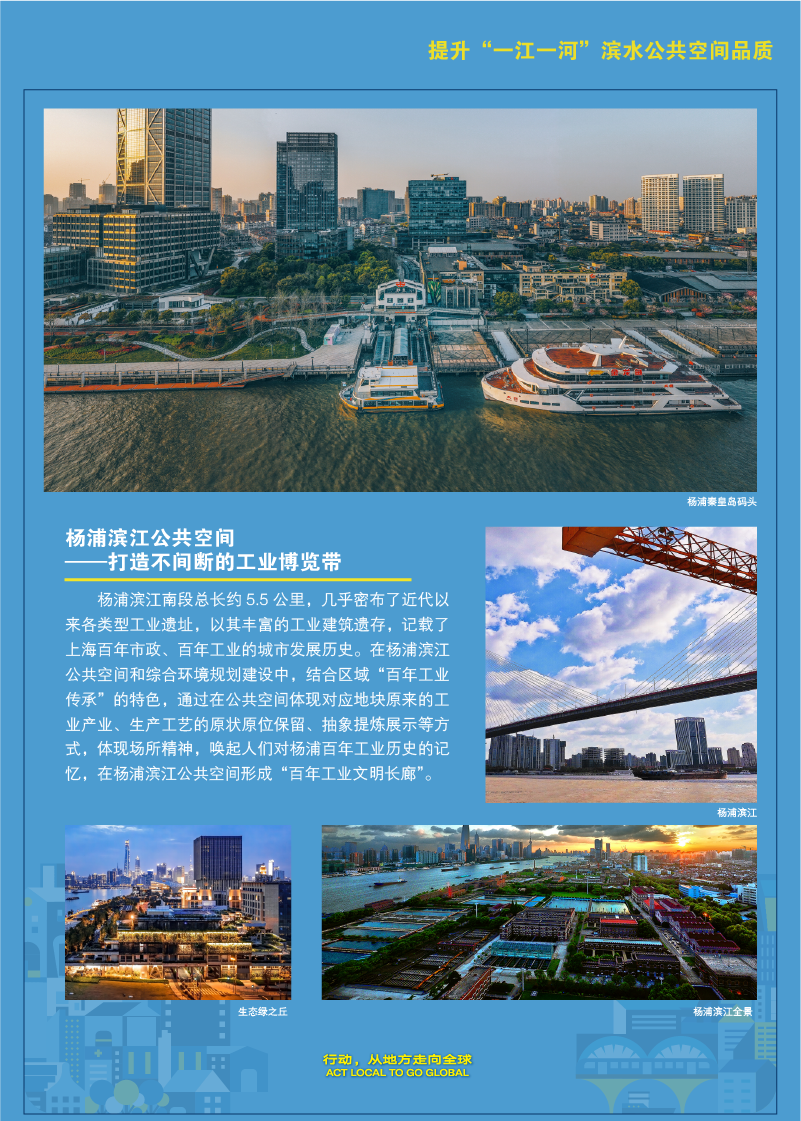 提升“一江一河”滨水公共空间品质
杨浦秦皇岛码头
杨浦滨江公共空间
——打造不间断的工业博览带
杨浦滨江南段总长约 5.5 公里，几乎密布了近代以
来各类型工业遗址，以其丰富的工业建筑遗存，记载了
上海百年市政、百年工业的城市发展历史。在杨浦滨江
公共空间和综合环境规划建设中，结合区域“百年工业
传承”的特色，通过在公共空间体现对应地块原来的工
业产业、生产工艺的原状原位保留、抽象提炼展示等方
式，体现场所精神，唤起人们对杨浦百年工业历史的记
忆，在杨浦滨江公共空间形成“百年工业文明长廊”。
杨浦滨江
生态绿之丘
杨浦滨江全景
行动，从地方走向全球
ACT LOCAL TO GO GLOBAL